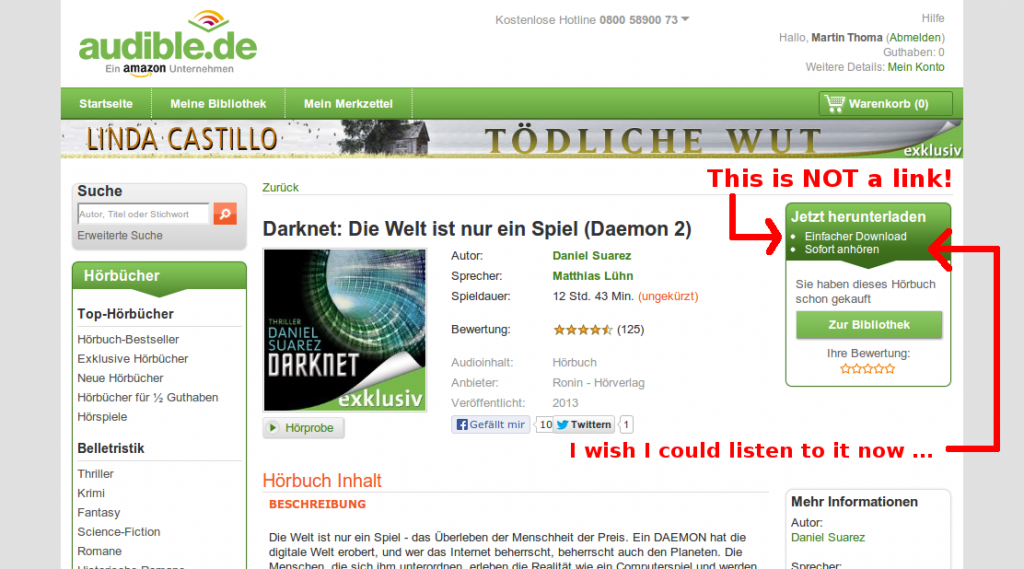 audible.de
Ein amazon Unternehmen
Kostenlose Hotline 0800 58900 73
Hilfe
Hallo, Martin Thoma (Abmelden)
Guthaben: 0
Weitere Details: Mein Konto
Startseite
Meine Bibliothek
Mein Merkzettel
Warenkorb (0)
LINDA CASTILLO
TÖDLICHE WUT
exklusiv
This is NOT a link!
Suche
Autor, Titel oder Stichwort
Erweiterte Suche
Hörbücher
Top-Hörbücher
Hörbuch-Bestseller
Exklusive Hörbücher
Neue Hörbücher
Hörbücher für ½ Guthaben
Hörspiele
Belletristik
Thriller
Krimi
Fantasy
Science-Fiction
Romane
Historische Romane
Zurück
Darknet: Die Welt ist nur ein Spiel (Daemon 2)
THRILLER
DANIEL
SUAREZ
DARKNET
exklusiv
Hörprobe
Autor: Daniel Suarez
Sprecher: Matthias Lühn
Spieldauer: 12 Std. 43 Min. (ungekürzt)
Bewertung: (125)
Audioinhalt: Hörbuch
Anbieter: Ronin - Hörverlag
Veröffentlicht: 2013
Gefällt mir 10 Twittern 1
Jetzt herunterladen
Einfacher Download
Sofort anhören
Sie haben dieses Hörbuch
schon gekauft
Zur Bibliothek
Ihre Bewertung:
I wish I could listen to it now ...
Hörbuch Inhalt
BESCHREIBUNG
Die Welt ist nur ein Spiel - das Überleben der Menschheit der Preis. Ein DAEMON hat die
digitale Welt erobert, und wer das Internet beherrscht, beherrscht auch den Planeten. Die
Menschen, die sich ihm unterordnen, erleben die Realität wie ein Computerspiel und werden
Mehr Informationen
Autor:
Daniel Suarez
Sprecher: